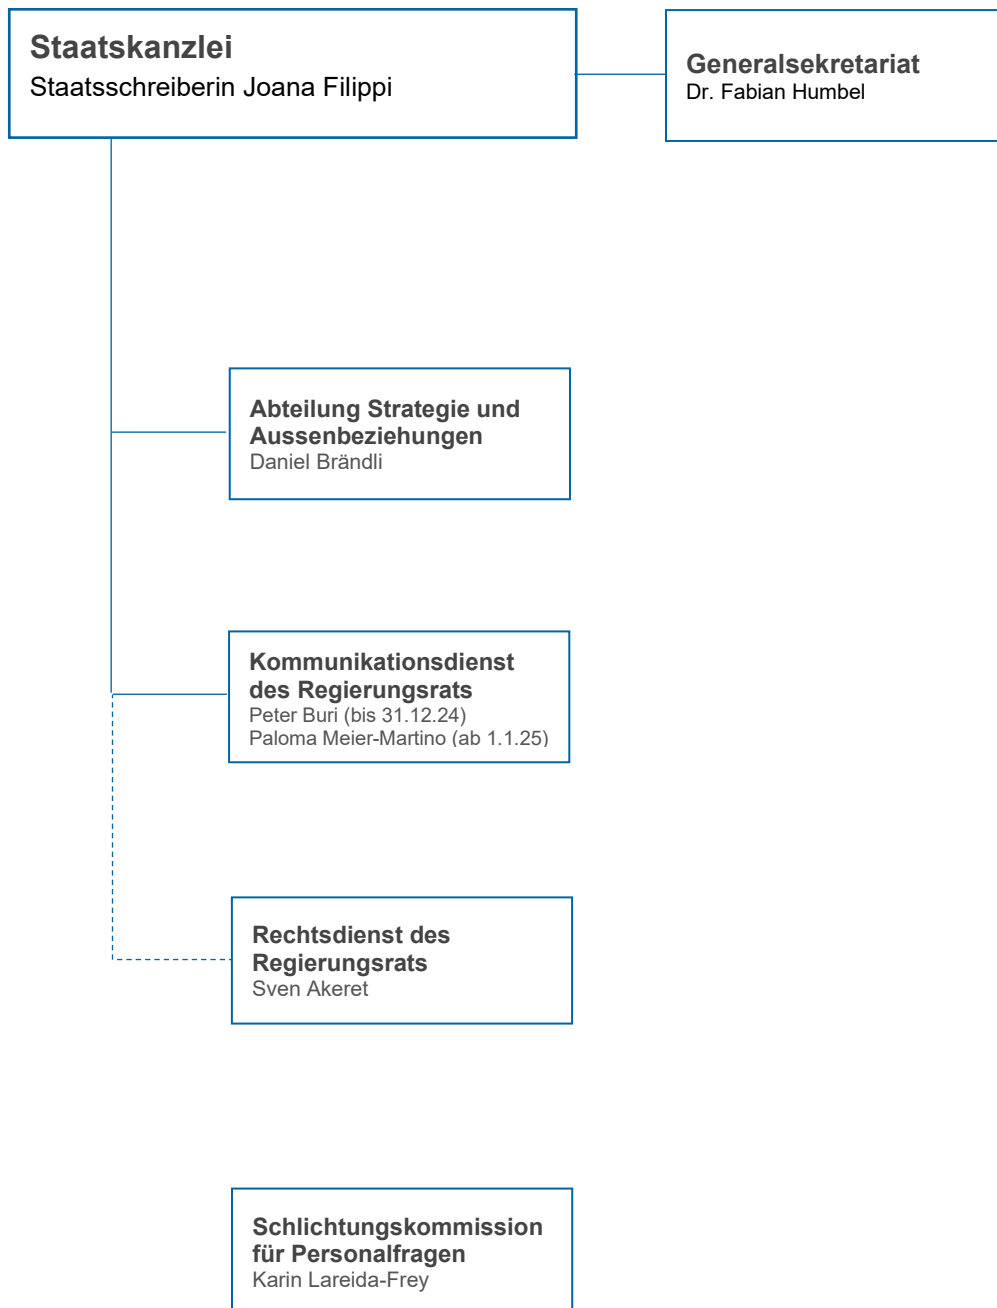 Staatskanzlei
Staatsschreiberin Joana Filippi
Generalsekretariat
Dr. Fabian Humbel
Abteilung Strategie und
Aussenbeziehungen
Daniel Brändli
Kommunikationsdienst
des Regierungsrats
Peter Buri (bis 31.12.24)
Paloma Meier-Martino (ab 1.1.25)
Rechtsdienst des
Regierungsrats
Sven Akeret
Schlichtungskommission
für Personalfragen
Karin Lareida-Frey